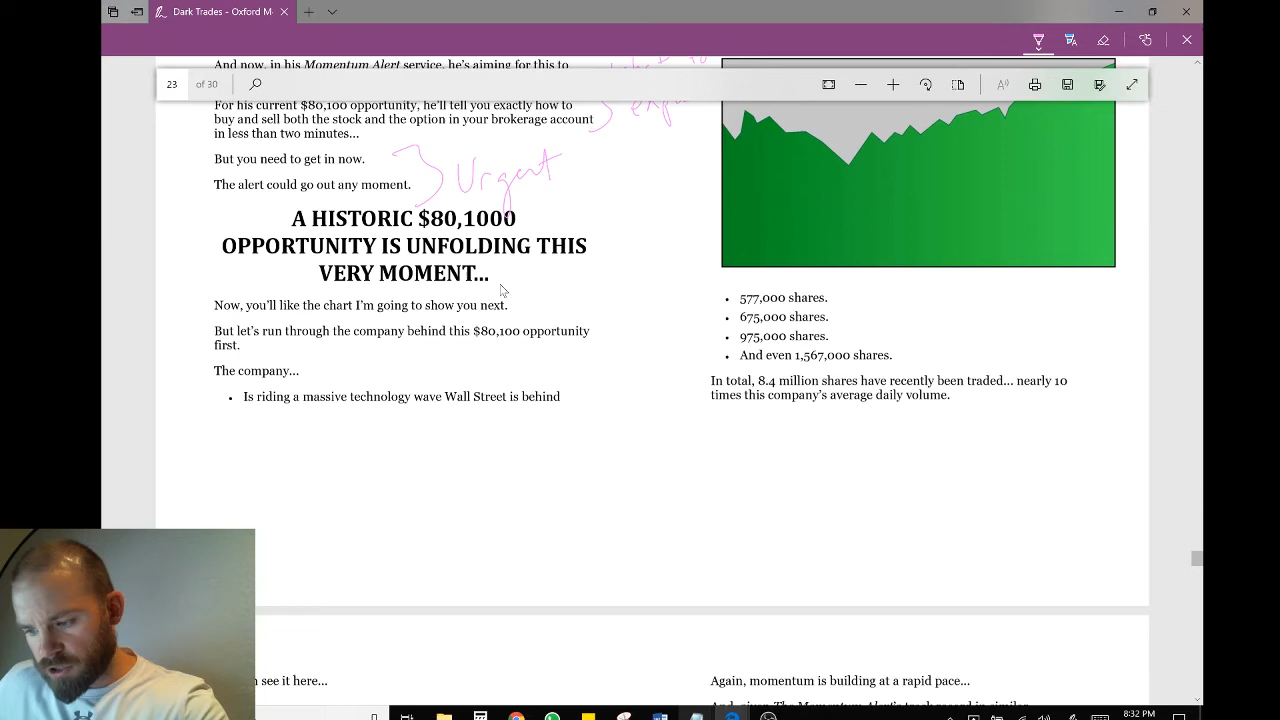 Dark Trades - Oxford M
23 of 30
And now, in his Momentum Alert service, he's aiming for this to
For his current $80,100 opportunity, he'll tell you exactly how to
buy and sell both the stock and the option in your brokerage account
in less than two minutes...
But you need to get in now.
The alert could go out any moment.
Urgent
A HISTORIC $80,1000
OPPORTUNITY IS UNFOLDING THIS
VERY MOMENT...
Now, you'll like the chart I'm going to show you next.
But let's run through the company behind this $80,100 opportunity
first.
The company...
• Is riding a massive technology wave Wall Street is behind
• 577,000 shares.
• 675,000 shares.
• 975,000 shares.
• And even 1,567,000 shares.
In total, 8.4 million shares have recently been traded... nearly 10
times this company's average daily volume.
see it here...
Again, momentum is building at a rapid pace...
8:32 PM